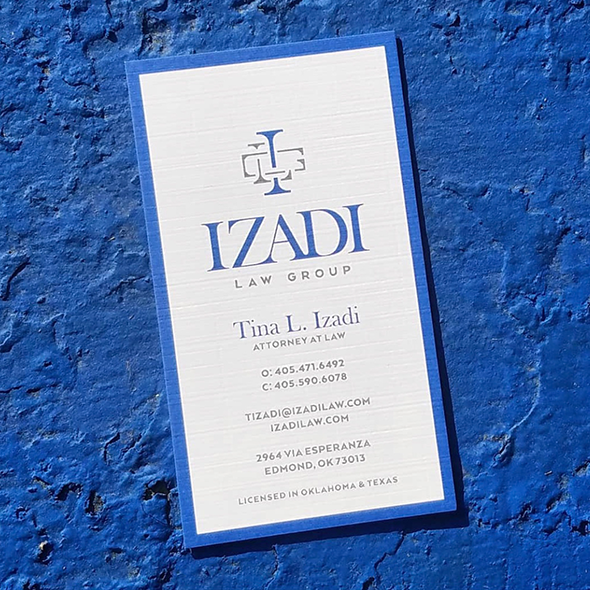 IZADI
LAW GROUP
Tina L. Izadi
ATTORNEY AT LAW
O: 405.471.6492
C: 405.590.6078
TIZADI@IZADILAW.COM
IZADILAW.COM
2964 VIA ESPERANZA
EDMOND, OK 73013
LICENSED IN OKLAHOMA & TEXAS